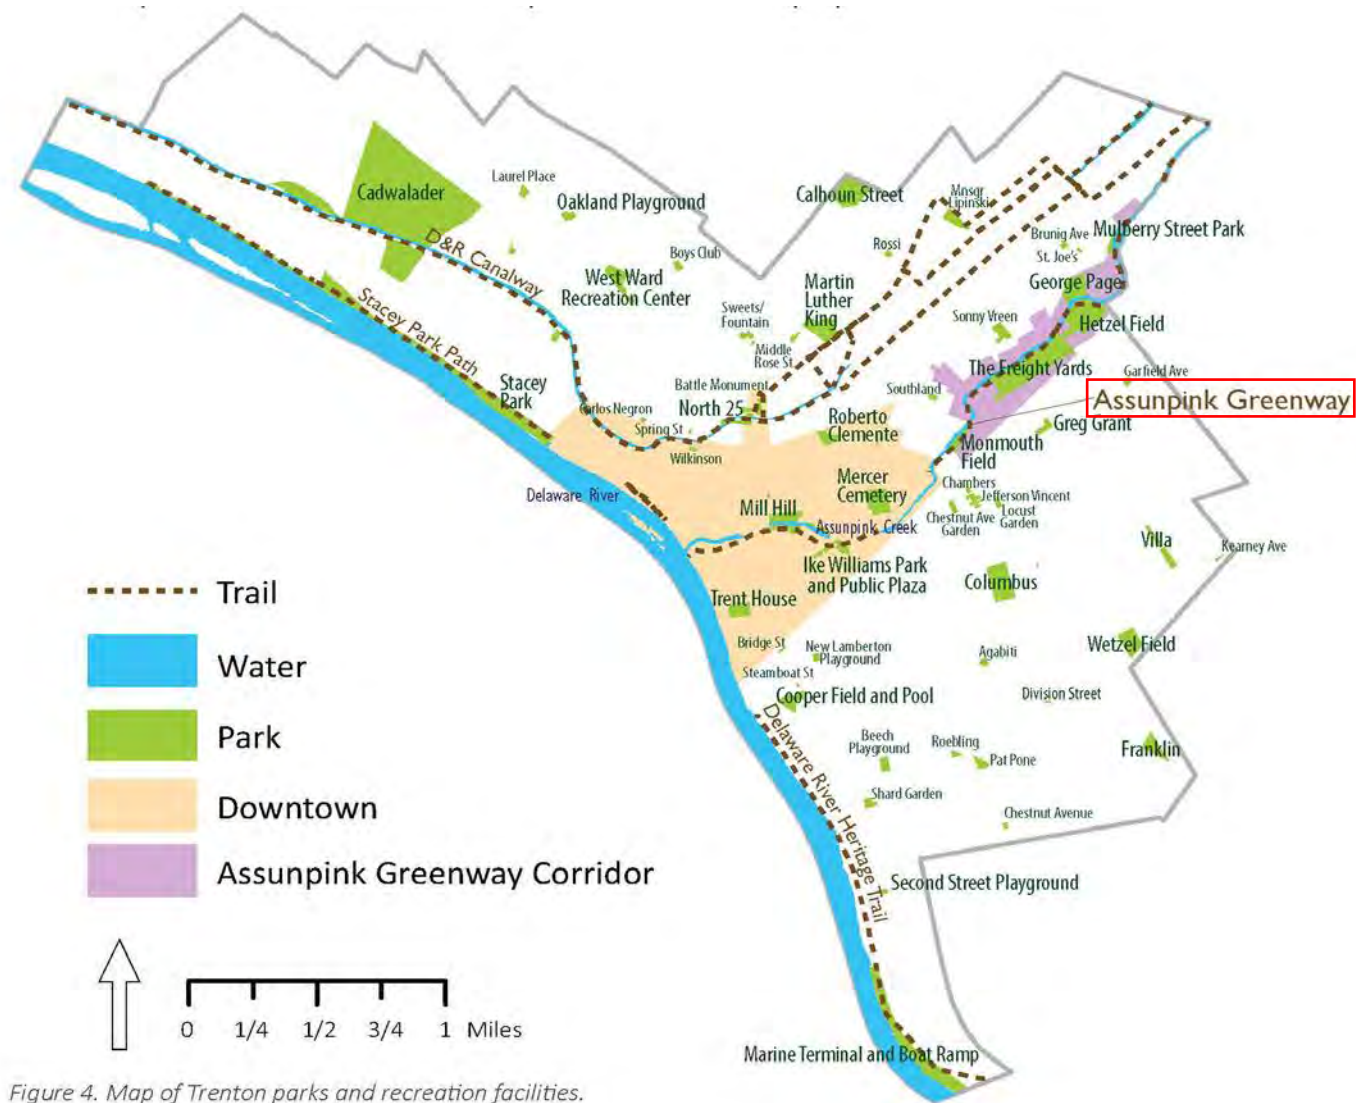 Cadwalader
Laurel Place
Oakland Playground
Calhoun Street
Mnsgr
Lipinski
Mulberry Street Park
Brunig Ave
St. Joe's
Rossi
Boys Club
D&R Canalway
West Ward
Recreation Center
Martin
Luther
King
George Page
Hetzel Field
Sonny Vreen
Sweets/
Fountain
Middle
Rose St
Stacey Park Path
The Freight Yards
Garfield Ave
Battle Monument
Southland
Assunpink Greenway
Stacey
Park
Carlos Negron
North 25
Roberto
Clemente
Greg Grant
Spring St
Wilkinson
Monmouth
Field
Delaware River
Mercer
Cemetery
Chambers
Jefferson Vincent
Locust
Garden
Chestnut Ave
Garden
Mill Hill
Assunpink Creek
Villa
Kearney Ave
Ike Williams Park
and Public Plaza
Columbus
Trent House
Bridge St
New Lamberton
Playground
Agabiti
Wetzel Field
Steamboat St
Cooper Field and Pool
Division Street
Delaware River Heritage Trail
Beech
Playground
Roebling
Pat Pone
Franklin
Shard Garden
Chestnut Avenue
Second Street Playground
Marine Terminal and Boat Ramp
Trail
Water
Park
Downtown
Assunpink Greenway Corridor
0 1/4 1/2 3/4 1 Miles
Figure 4. Map of Trenton parks and recreation facilities.